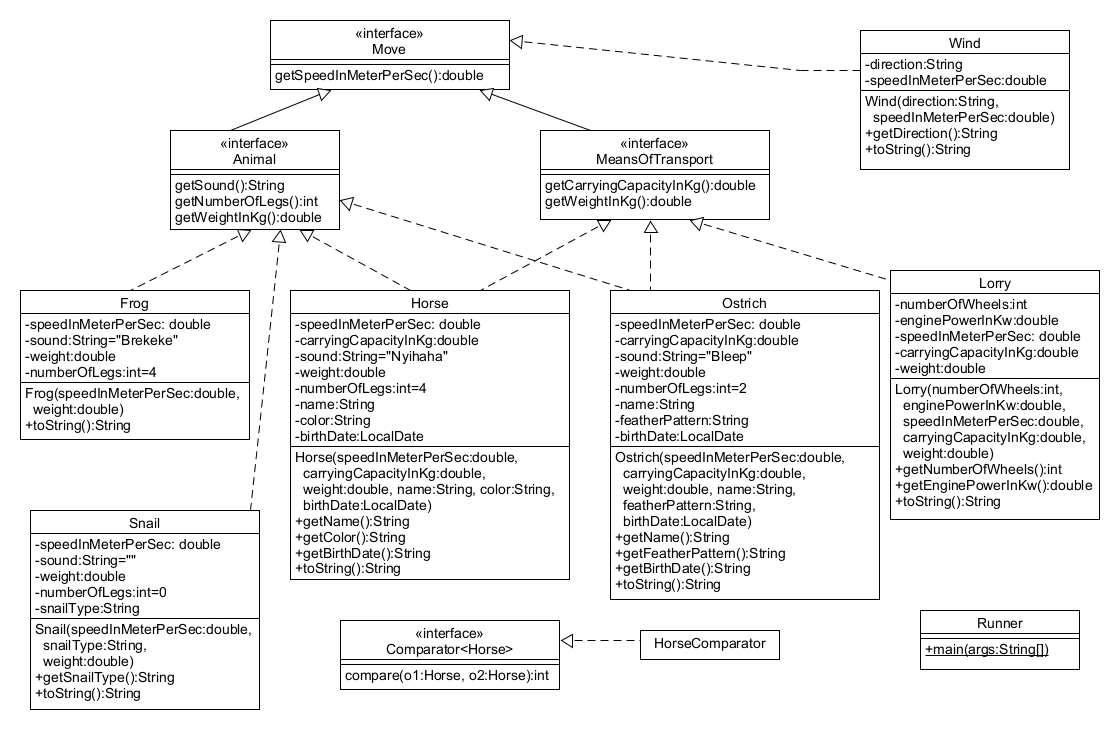 «interface»
Move
getSpeedInMeterPerSec():double
Wind
-direction:String
-speedInMeterPerSec:double
Wind(direction:String,
speedInMeterPerSec:double)
+getDirection():String
+toString():String
«interface»
Animal
getSound():String
getNumberOfLegs():int
getWeightInKg():double
«interface»
MeansOfTransport
getCarryingCapacityInKg():double
getWeightInKg():double
Frog
-speedInMeterPerSec: double
-sound:String="Brekeke"
-weight:double
-numberOfLegs:int=4
Frog(speedInMeterPerSec:double,
weight:double)
+toString():String
Horse
-speedInMeterPerSec: double
-carryingCapacityInKg:double
-sound:String="Nyihaha"
-weight:double
-numberOfLegs:int=4
-name:String
-color:String
-birthDate:LocalDate
Horse(speedInMeterPerSec:double,
carryingCapacityInKg:double,
weight:double, name:String, color:String,
birthDate:LocalDate)
+getName():String
+getColor():String
+getBirthDate():String
+toString():String
Ostrich
-speedInMeterPerSec: double
-carryingCapacityInKg:double
-sound:String="Bleep"
-weight:double
-numberOfLegs:int=2
-name:String
-featherPattern:String
-birthDate:LocalDate
Ostrich(speedInMeterPerSec:double,
carryingCapacityInKg:double,
weight:double, name:String,
featherPattern:String,
birthDate:LocalDate)
+getName():String
+getFeatherPattern():String
+getBirthDate():String
+toString():String
Lorry
-numberOfWheels:int
-enginePowerInKw:double
-speedInMeterPerSec: double
-carryingCapacityInKg:double
-weight:double
Lorry(numberOfWheels:int,
enginePowerInKw:double,
speedInMeterPerSec:double,
carryingCapacityInKg:double,
weight:double)
+getNumberOfWheels():int
+getEnginePowerInKw():double
+toString():String
Snail
-speedInMeterPerSec: double
-sound:String=""
-weight:double
-numberOfLegs:int=0
-snailType:String
Snail(speedInMeterPerSec:double,
snailType:String,
weight:double)
+getSnailType():String
+toString():String
«interface»
Comparator<Horse>
compare(o1:Horse, o2:Horse):int
HorseComparator
Runner
+main(args:String[])